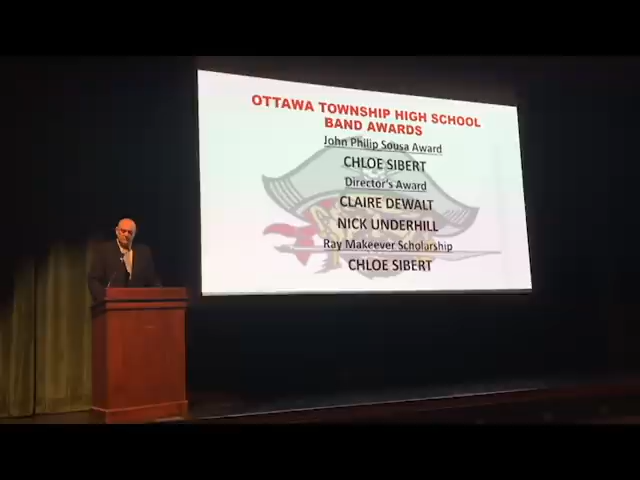 OTTAWA TOWNSHIP HIGH SCHOOL
BAND AWARDS
John Philip Sousa Award
CHLOE SIBERT
Director's Award
CLAIRE DEWALT
NICK UNDERHILL
Ray Makeever Scholarship
CHLOE SIBERT